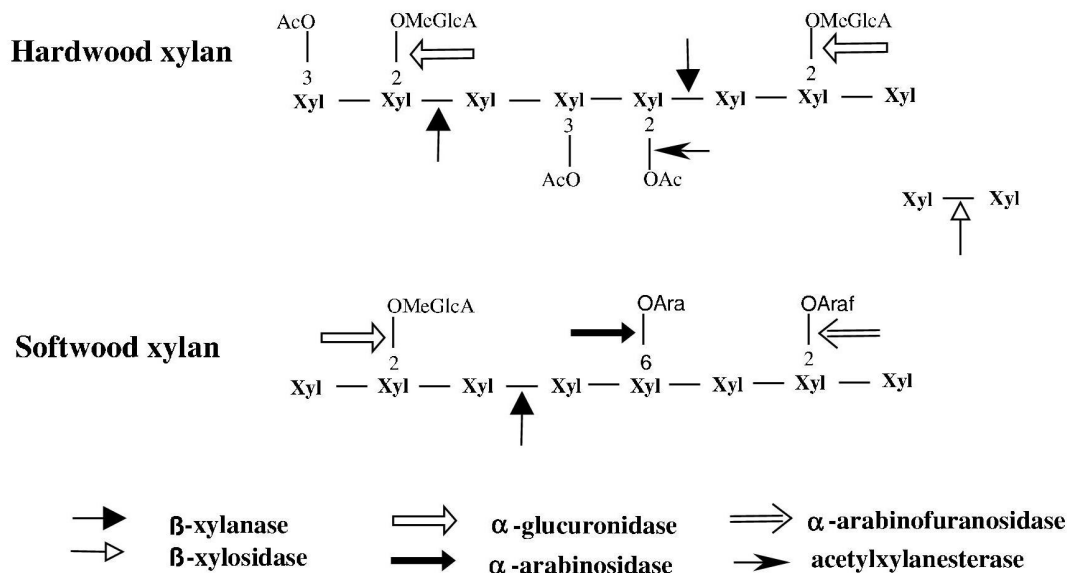 AcO OMeGlcA OMeGlcA
Hardwood xylan
3 2 2
Xyl — Xyl — Xyl — Xyl — Xyl — Xyl — Xyl — Xyl
3 2
AcO OAc
Xyl — Xyl
OMeGlcA OAra OAraf
Softwood xylan
2 6 2
Xyl — Xyl — Xyl — Xyl — Xyl — Xyl — Xyl — Xyl
ß-xylanase α-glucuronidase α-arabinofuranosidase
ß-xylosidase α-arabinosidase acetylxylanesterase